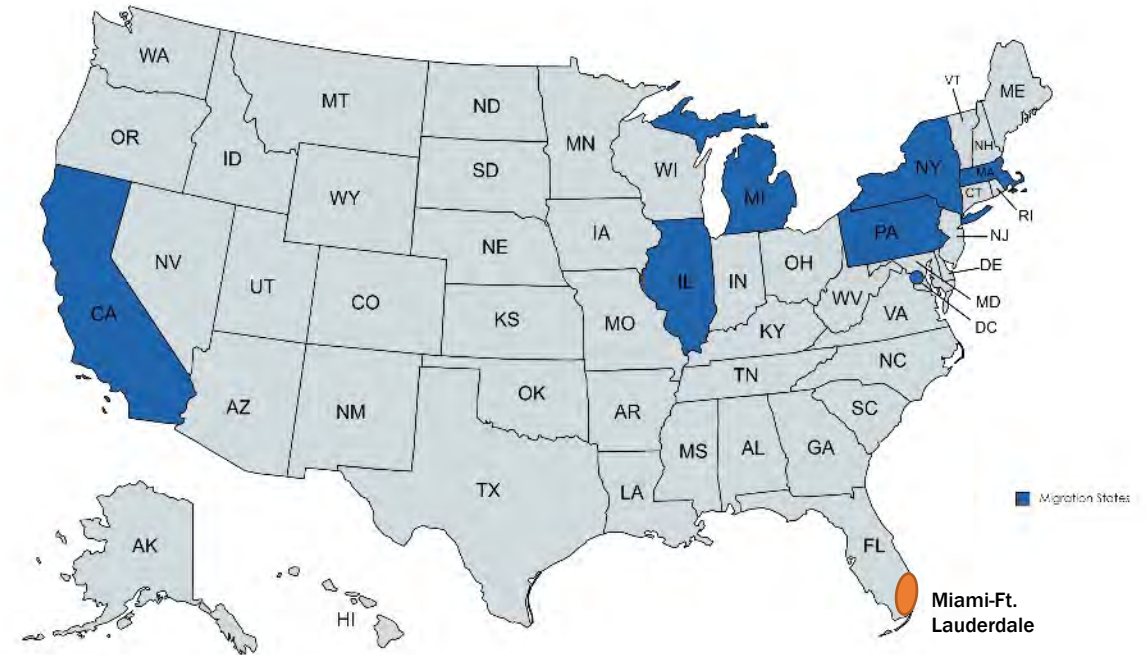 WA
MT
ND
MN
VT
ME
OR
ID
SD
WI
NH
WY
MI
NY
MA
CT
RI
IA
NE
PA
NJ
NV
OH
IL
IN
DE
UT
CO
WV
MD
CA
KS
MO
VA
DC
KY
NC
TN
AZ
NM
OK
AR
SC
MS
AL
GA
TX
LA
Migration States
AK
FL
HI
Miami-Ft.
Lauderdale